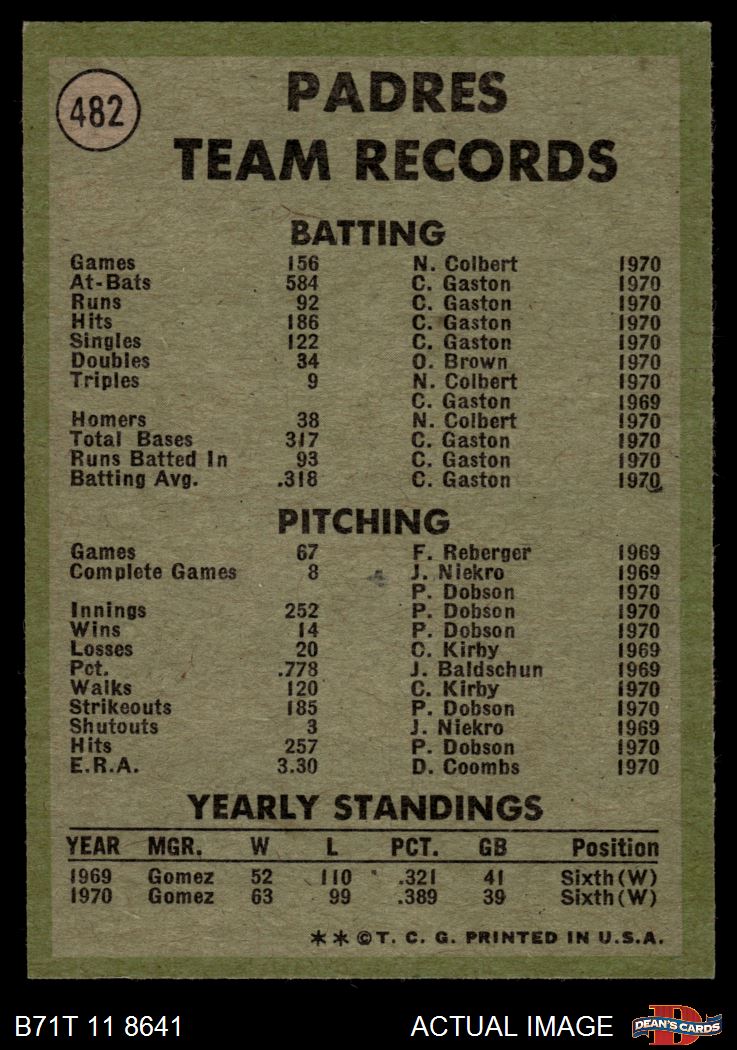 482
PADRES
TEAM RECORDS
BATTING
Games 156 N. Colbert 1970
At-Bats 584 C. Gaston 1970
Runs 92 C. Gaston 1970
Hits 186 C. Gaston 1970
Singles 122 C. Gaston 1970
Doubles 34 O. Brown 1970
Triples 9 N. Colbert 1970
C. Gaston 1969
Homers 38 N. Colbert 1970
Total Bases 317 C. Gaston 1970
Runs Batted In 93 C. Gaston 1970
Batting Avg. .318 C. Gaston 1970
PITCHING
Games 67 F. Reberger 1969
Complete Games 8 J. Niekro 1969
P. Dobson 1970
Innings 252 P. Dobson 1970
Wins 14 P. Dobson 1970
Losses 20 C. Kirby 1969
Pct. .778 J. Baldschun 1969
Walks 120 C. Kirby 1970
Strikeouts 185 P. Dobson 1970
Shutouts 3 J. Niekro 1969
Hits 257 P. Dobson 1970
E.R.A. 3.30 D. Coombs 1970
YEARLY STANDINGS
YEAR MGR. W L PCT. GB Position
1969 Gomez 52 110 .321 41 Sixth (W)
1970 Gomez 63 99 .389 39 Sixth (W)
** © T. C. G. PRINTED IN U.S.A.
B71T 11 8641 ACTUAL IMAGE D DEAN'S CARDS